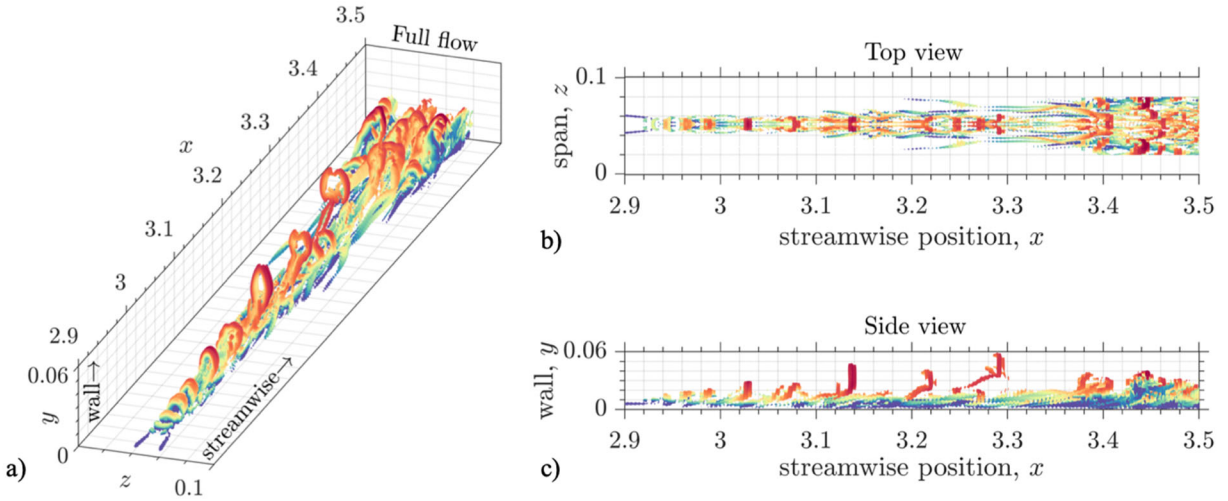 3.5
Full flow
3.4
3.3
x
3.2
3.1
3
2.9
0.06
wall→
y
0
streamwise→
z
0.1
a)
Top view
0.1
span, z
0
2.9 3 3.1 3.2 3.3 3.4 3.5
streamwise position, x
b)
Side view
0.06
wall, y
0
2.9 3 3.1 3.2 3.3 3.4 3.5
streamwise position, x
c)